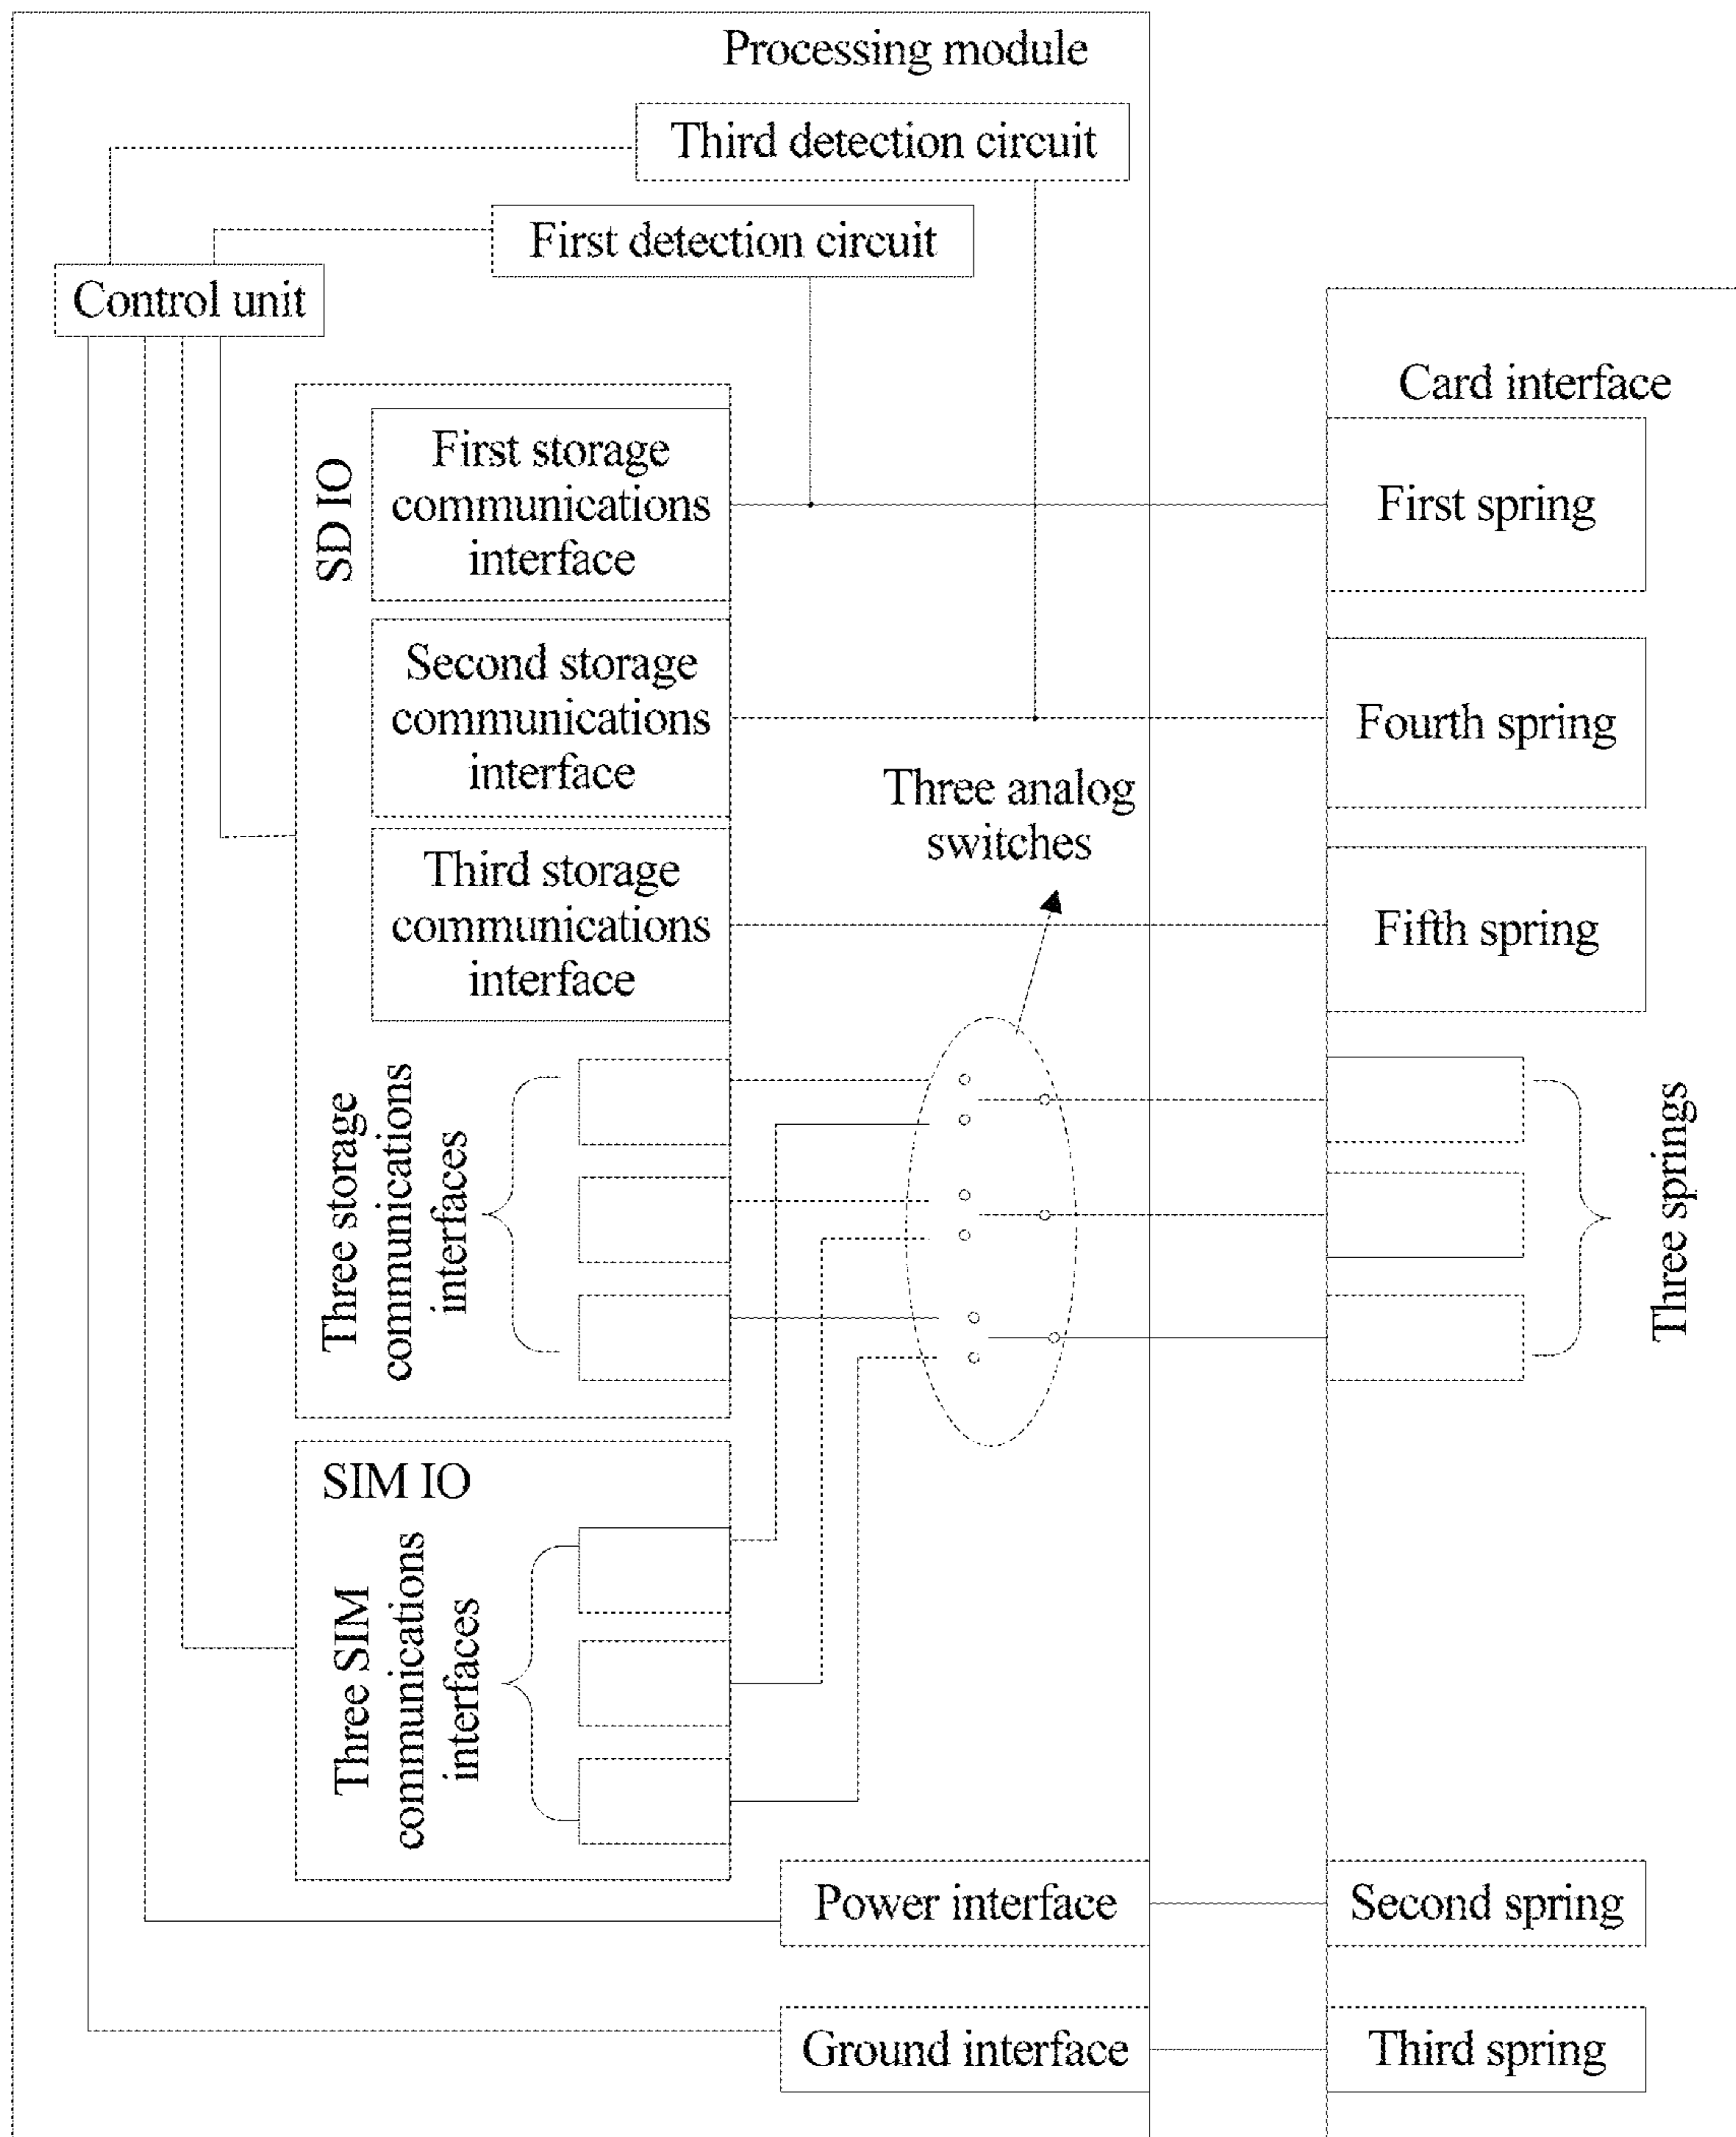 Processing module
Third detection circuit
First detection circuit
Control unit
Card interface
SD IO
First storage
communications
interface
First spring
Second storage
communications
interface
Fourth spring
Three analog
switches
Third storage
communications
interface
Fifth spring
Three storage
communications
interfaces
Three springs
SIM IO
Three SIM
communications
interfaces
Power interface
Second spring
Ground interface
Third spring